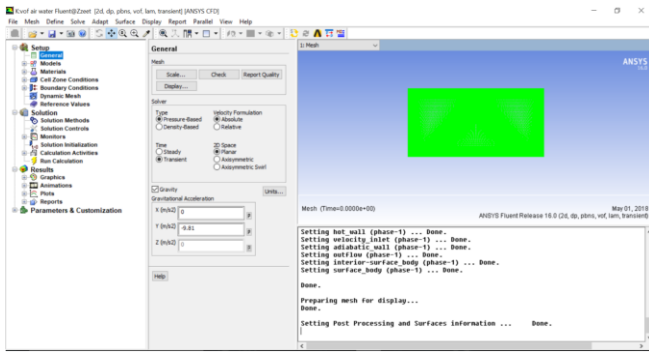 vof air water Fluent@Zreet [2d, dp, pbns, vof, lam, transient] [ANSYS CFD]
File Mesh Define Solve Adapt Surface Display Report Parallel View Help
Setup
General
Models
Materials
Cell Zone Conditions
Boundary Conditions
Dynamic Mesh
Reference Values
Solution
Solution Methods
Solution Controls
Monitors
Solution Initialization
Calculation Activities
Run Calculation
Results
Graphics
Animations
Plots
Reports
Parameters & Customization
General
Mesh
Scale... Check Report Quality
Display...
Solver
Type Velocity Formulation
Pressure-Based Absolute
Density-Based Relative
Time 2D Space
Steady Planar
Transient Axisymmetric
Axisymmetric Swirl
Gravity Units...
Gravitational Acceleration
X (m/s2) 0 P
Y (m/s2) -9.81 P
Z (m/s2) 0 P
Help
1: Mesh
ANSYS
Mesh (Time=0.0000e+00) May 01, 2018
ANSYS Fluent Release 16.0 (2d, dp, pbns, vof, lam, transient)
Setting hot_wall (phase-1) ... Done.
Setting velocity_inlet (phase-1) ... Done.
Setting adiabatic_wall (phase-1) ... Done.
Setting outflow (phase-1) ... Done.
Setting interior-surface_body (phase-1) ... Done.
Setting surface_body (phase-1) ... Done.
Done.
Preparing mesh for display...
Done.
Setting Post Processing and Surfaces information ... Done.